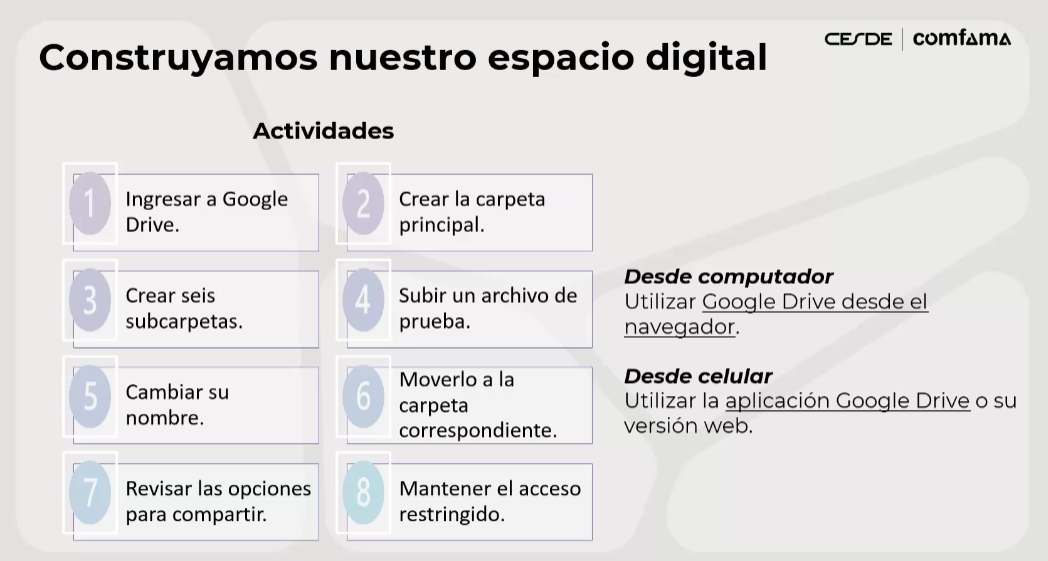 Construyamos nuestro espacio digital
CESDE | comfama
Actividades
1
Ingresar a Google
Drive.
2
Crear la carpeta
principal.
3
Crear seis
subcarpetas.
4
Subir un archivo de
prueba.
5
Cambiar su
nombre.
6
Moverlo a la
carpeta
correspondiente.
7
Revisar las opciones
para compartir.
8
Mantener el acceso
restringido.
Desde computador
Utilizar Google Drive desde el
navegador.
Desde celular
Utilizar la aplicación Google Drive o su
versión web.